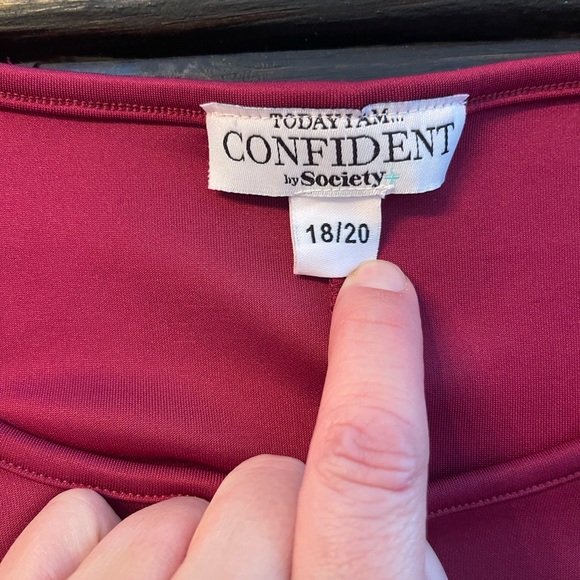 TODAY I AM...
CONFIDENT
by Society+
18/20